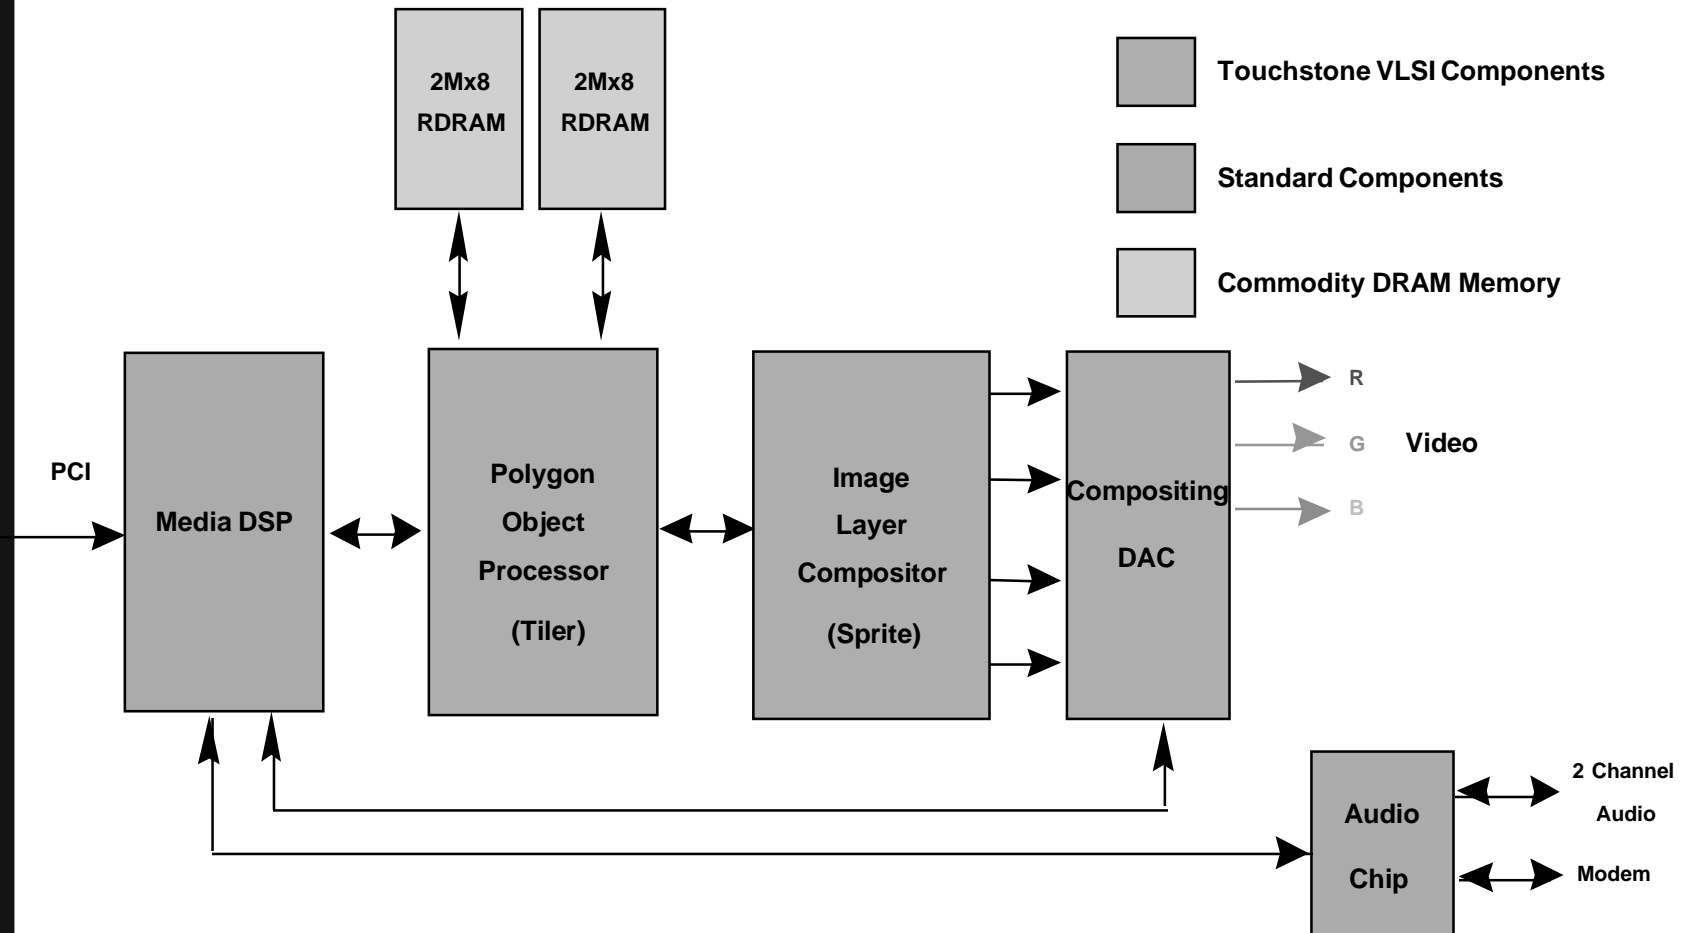 2Mx8
RDRAM
2Mx8
RDRAM
Touchstone VLSI Components
Standard Components
Commodity DRAM Memory
PCI
Media DSP
Polygon
Object
Processor
(Tiler)
Image
Layer
Compositor
(Sprite)
Compositing
DAC
R
G
B
Video
Audio
Chip
2 Channel
Audio
Modem